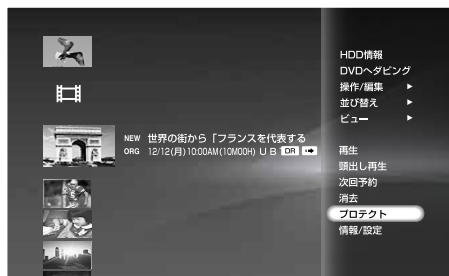 NEW 世界の街から「フランスを代表する
ORG 12/12(月)10:00AM(10M00H) U B DR
HDD情報
DVDへダビング
操作/編集
並び替え
ビュー
再生
頭出し再生
次回予約
消去
プロテクト
情報/設定